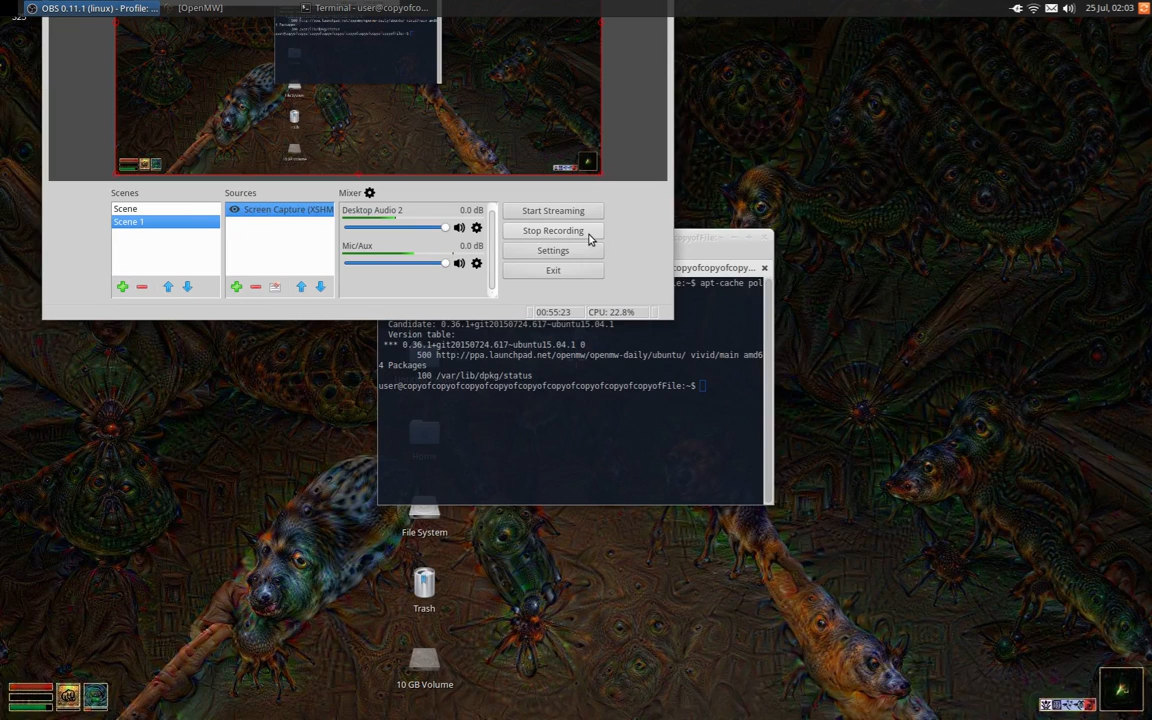 OBS 0.11.1 (linux) - Profile: ...
[OpenMW]
Terminal - user@copyofco...
25 Jul, 02:03
Scenes
Sources
Mixer
Scene
Scene 1
Screen Capture (XSHM
Desktop Audio 2
0.0 dB
Mic/Aux
0.0 dB
Start Streaming
Stop Recording
Settings
Exit
00:55:23
CPU: 22.8%
copyofcopyofcopy...
e:~$ apt-cache pol
Candidate: 0.36.1+git20150724.617~ubuntu15.04.1
Version table:
*** 0.36.1+git20150724.617~ubuntu15.04.1 0
500 http://ppa.launchpad.net/openmw/openmw-daily/ubuntu/ vivid/main amd6
4 Packages
100 /var/lib/dpkg/status
user@copyofcopyofcopyofcopyofcopyofcopyofcopyofcopyofFile:~$
Home
File System
Trash
10 GB Volume